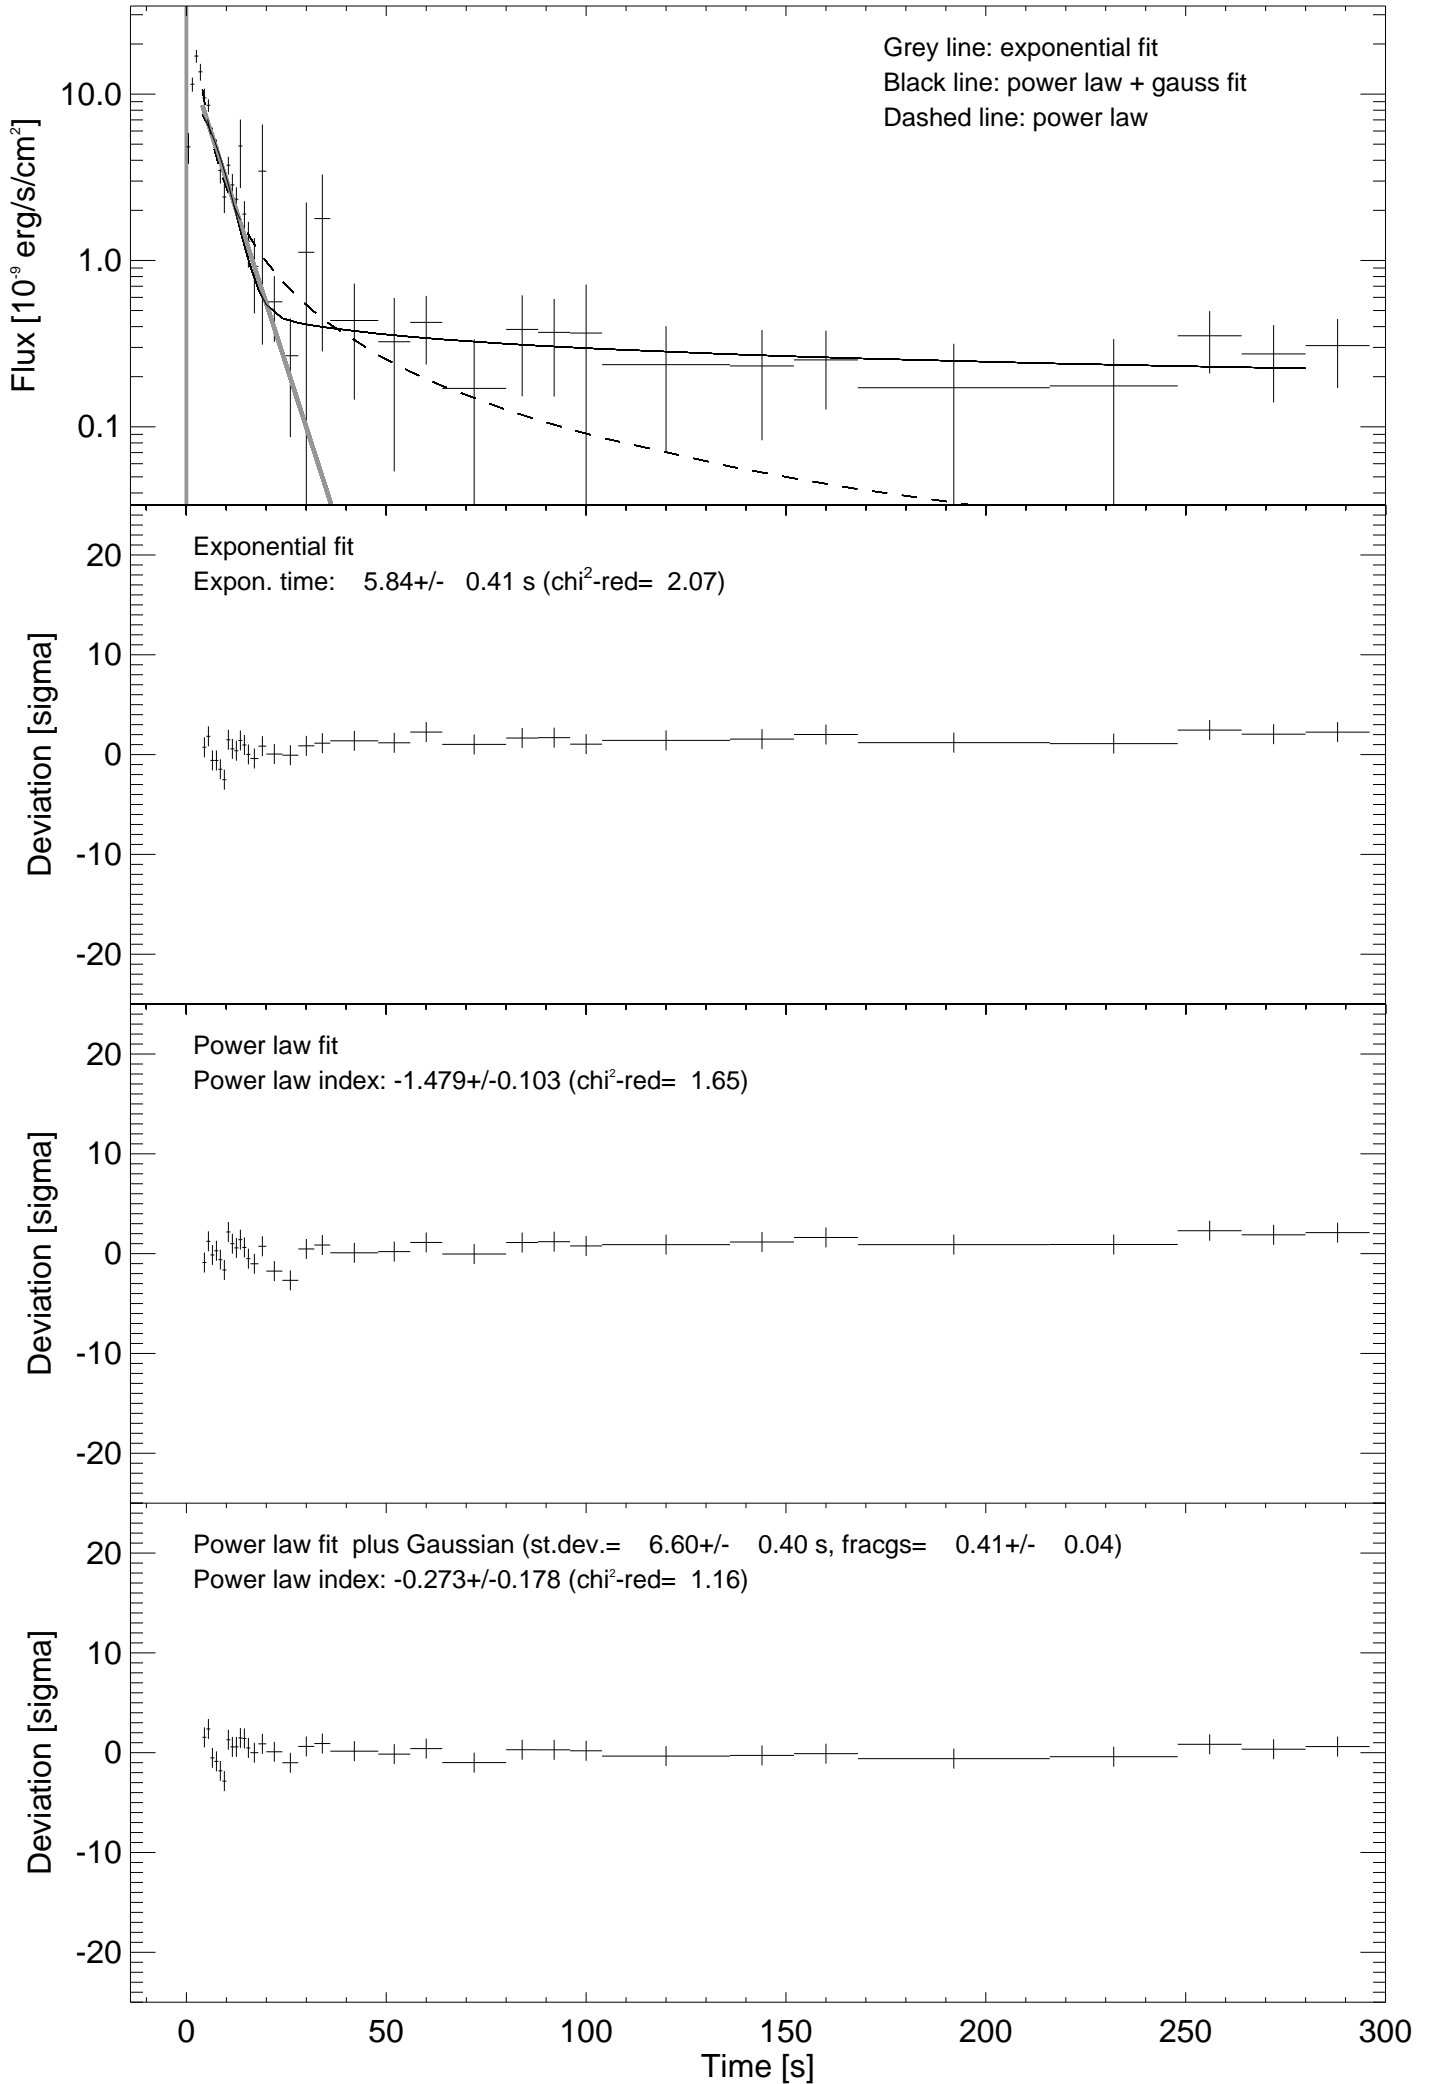 Grey line: exponential fit
Black line: power law + gauss fit
Dashed line: power law
Flux [10⁻⁹ erg/s/cm²]
10.0
1.0
0.1
Exponential fit
Expon. time: 5.84+/- 0.41 s (chi²-red= 2.07)
Deviation [sigma]
20
10
0
-10
-20
Power law fit
Power law index: -1.479+/-0.103 (chi²-red= 1.65)
Deviation [sigma]
20
10
0
-10
-20
Power law fit plus Gaussian (st.dev.= 6.60+/- 0.40 s, fracgs= 0.41+/- 0.04)
Power law index: -0.273+/-0.178 (chi²-red= 1.16)
Deviation [sigma]
20
10
0
-10
-20
0 50 100 150 200 250 300
Time [s]